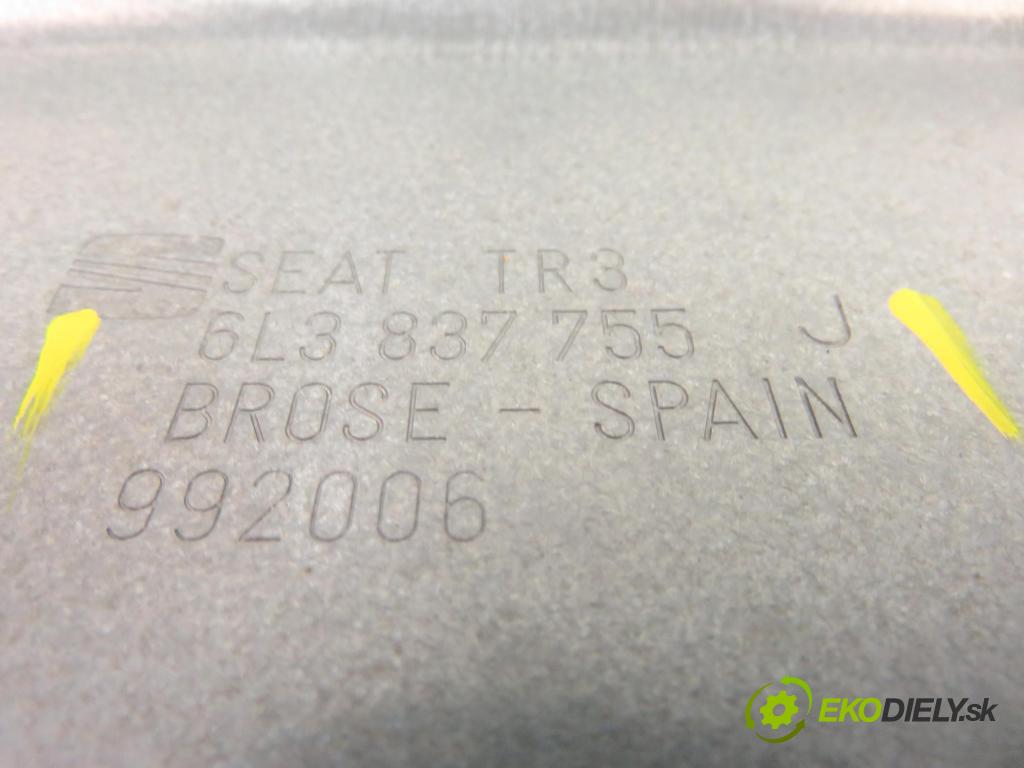 SEAT TR3
6L3 837 755 J
BROSE - SPAIN
992006
EKODIELY.sk